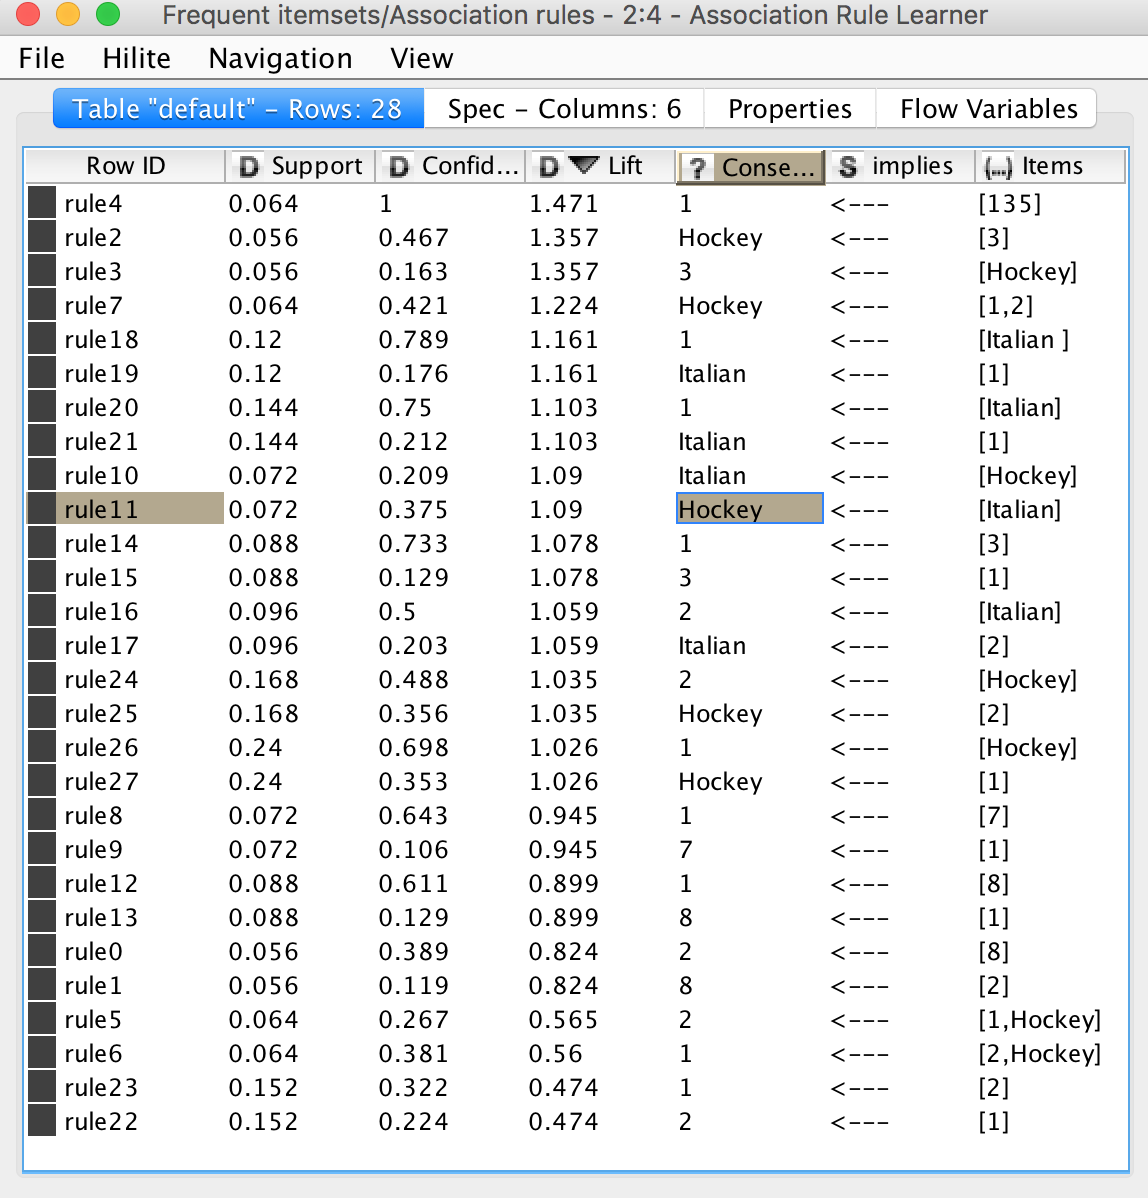 Frequent itemsets/Association rules - 2:4 - Association Rule Learner
File Hilite Navigation View
Table "default" – Rows: 28 Spec – Columns: 6 Properties Flow Variables
Row ID D Support D Confid... D Lift ? Conse... S implies {...} Items
rule4 0.064 1 1.471 1 <--- [135]
rule2 0.056 0.467 1.357 Hockey <--- [3]
rule3 0.056 0.163 1.357 3 <--- [Hockey]
rule7 0.064 0.421 1.224 Hockey <--- [1,2]
rule18 0.12 0.789 1.161 1 <--- [Italian ]
rule19 0.12 0.176 1.161 Italian <--- [1]
rule20 0.144 0.75 1.103 1 <--- [Italian]
rule21 0.144 0.212 1.103 Italian <--- [1]
rule10 0.072 0.209 1.09 Italian <--- [Hockey]
rule11 0.072 0.375 1.09 Hockey <--- [Italian]
rule14 0.088 0.733 1.078 1 <--- [3]
rule15 0.088 0.129 1.078 3 <--- [1]
rule16 0.096 0.5 1.059 2 <--- [Italian]
rule17 0.096 0.203 1.059 Italian <--- [2]
rule24 0.168 0.488 1.035 2 <--- [Hockey]
rule25 0.168 0.356 1.035 Hockey <--- [2]
rule26 0.24 0.698 1.026 1 <--- [Hockey]
rule27 0.24 0.353 1.026 Hockey <--- [1]
rule8 0.072 0.643 0.945 1 <--- [7]
rule9 0.072 0.106 0.945 7 <--- [1]
rule12 0.088 0.611 0.899 1 <--- [8]
rule13 0.088 0.129 0.899 8 <--- [1]
rule0 0.056 0.389 0.824 2 <--- [8]
rule1 0.056 0.119 0.824 8 <--- [2]
rule5 0.064 0.267 0.565 2 <--- [1,Hockey]
rule6 0.064 0.381 0.56 1 <--- [2,Hockey]
rule23 0.152 0.322 0.474 1 <--- [2]
rule22 0.152 0.224 0.474 2 <--- [1]